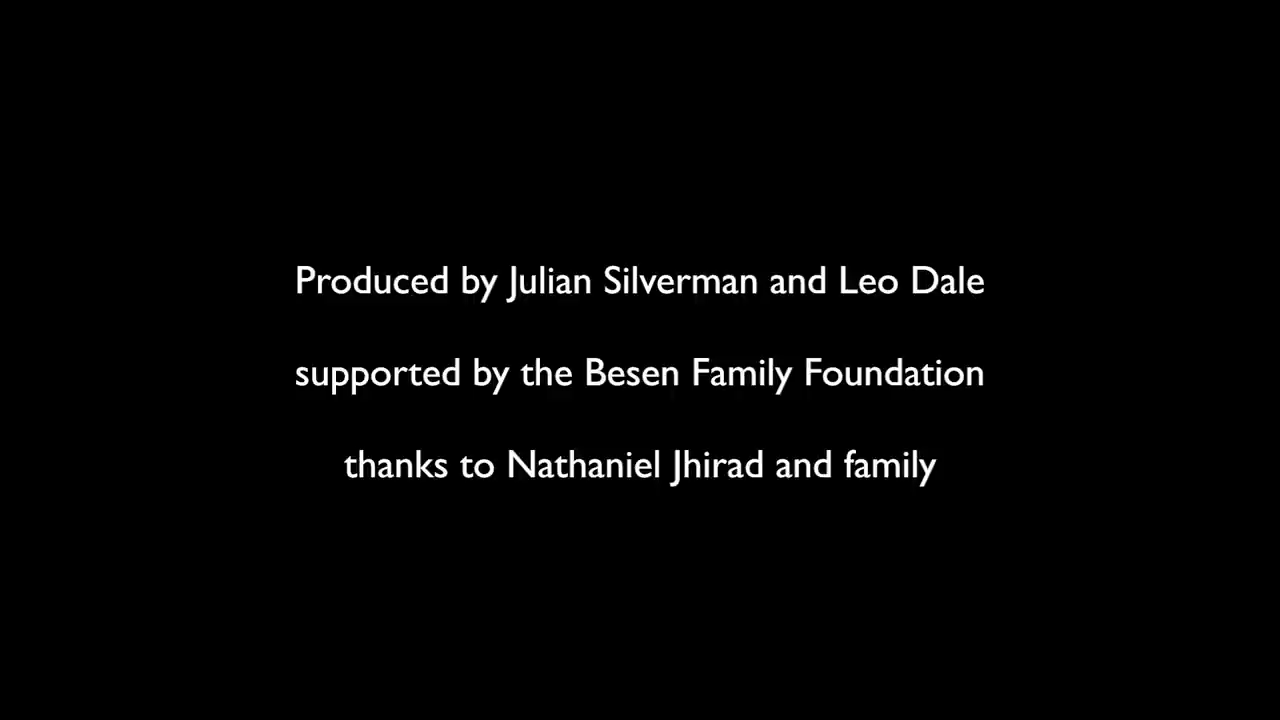 Produced by Julian Silverman and Leo Dale
supported by the Besen Family Foundation
thanks to Nathaniel Jhirad and family